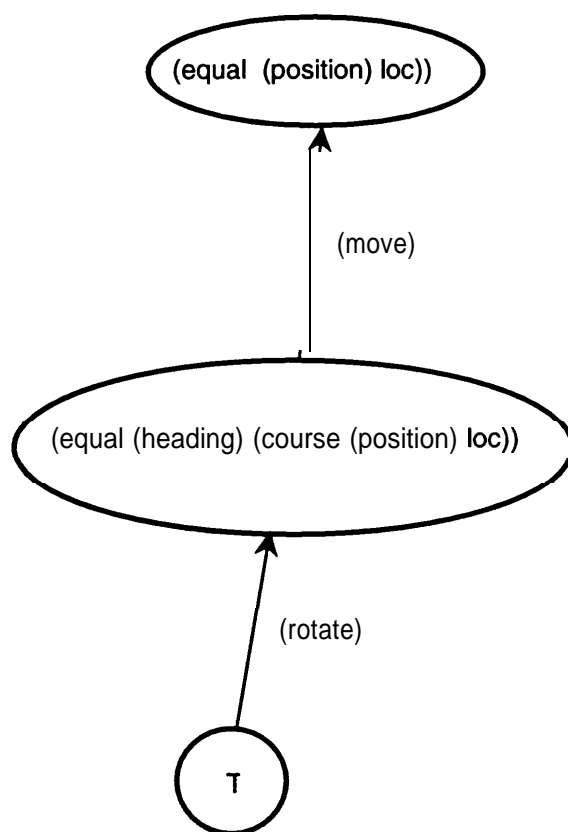 (equal (position) loc))
(move)
(equal (heading) (course (position) loc))
(rotate)
T